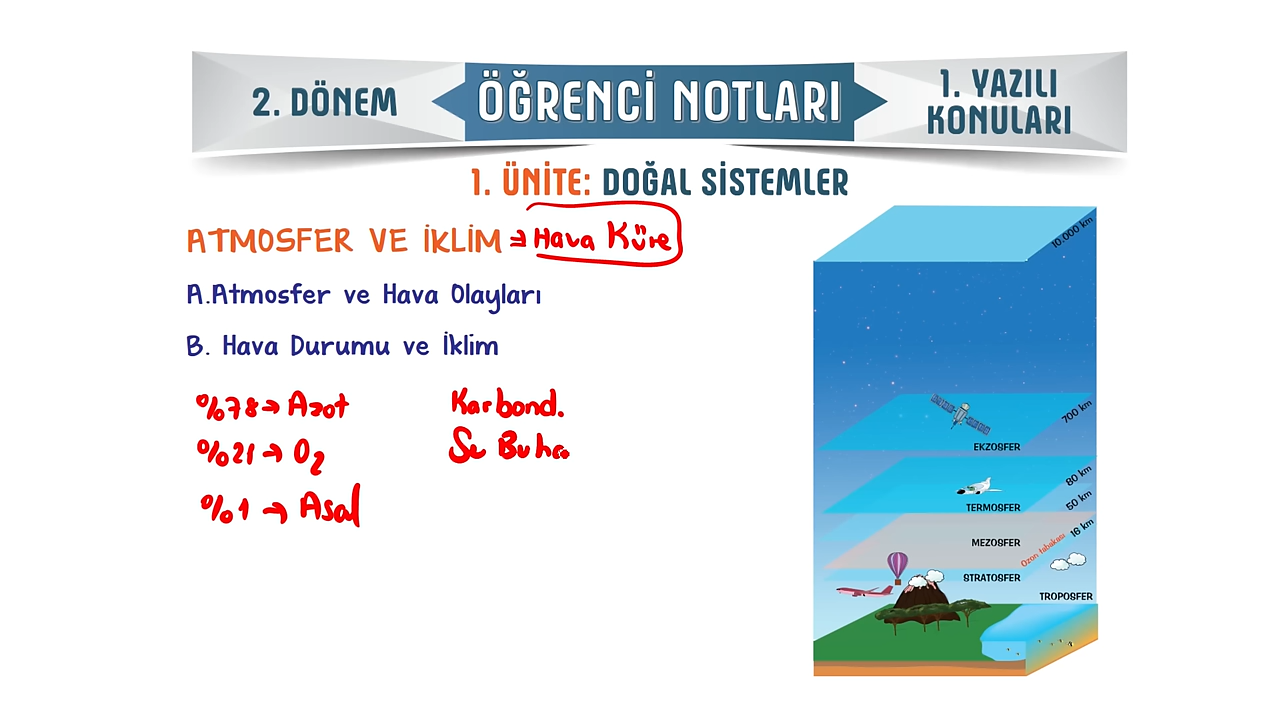 2. DÖNEM
ÖĞRENCİ NOTLARI
1. YAZILI
KONULARI
1. ÜNİTE: DOĞAL SİSTEMLER
ATMOSFER VE İKLİM → Hava Küre
A.Atmosfer ve Hava Olayları
B. Hava Durumu ve İklim
%78 → Azot
%21 → O2
%1 → Asal
Karbond.
Su Buha
10.000 km
700 km
EKZOSFER
80 km
TERMOSFER
50 km
16 km
MEZOSFER
Ozon tabakası
STRATOSFER
TROPOSFER